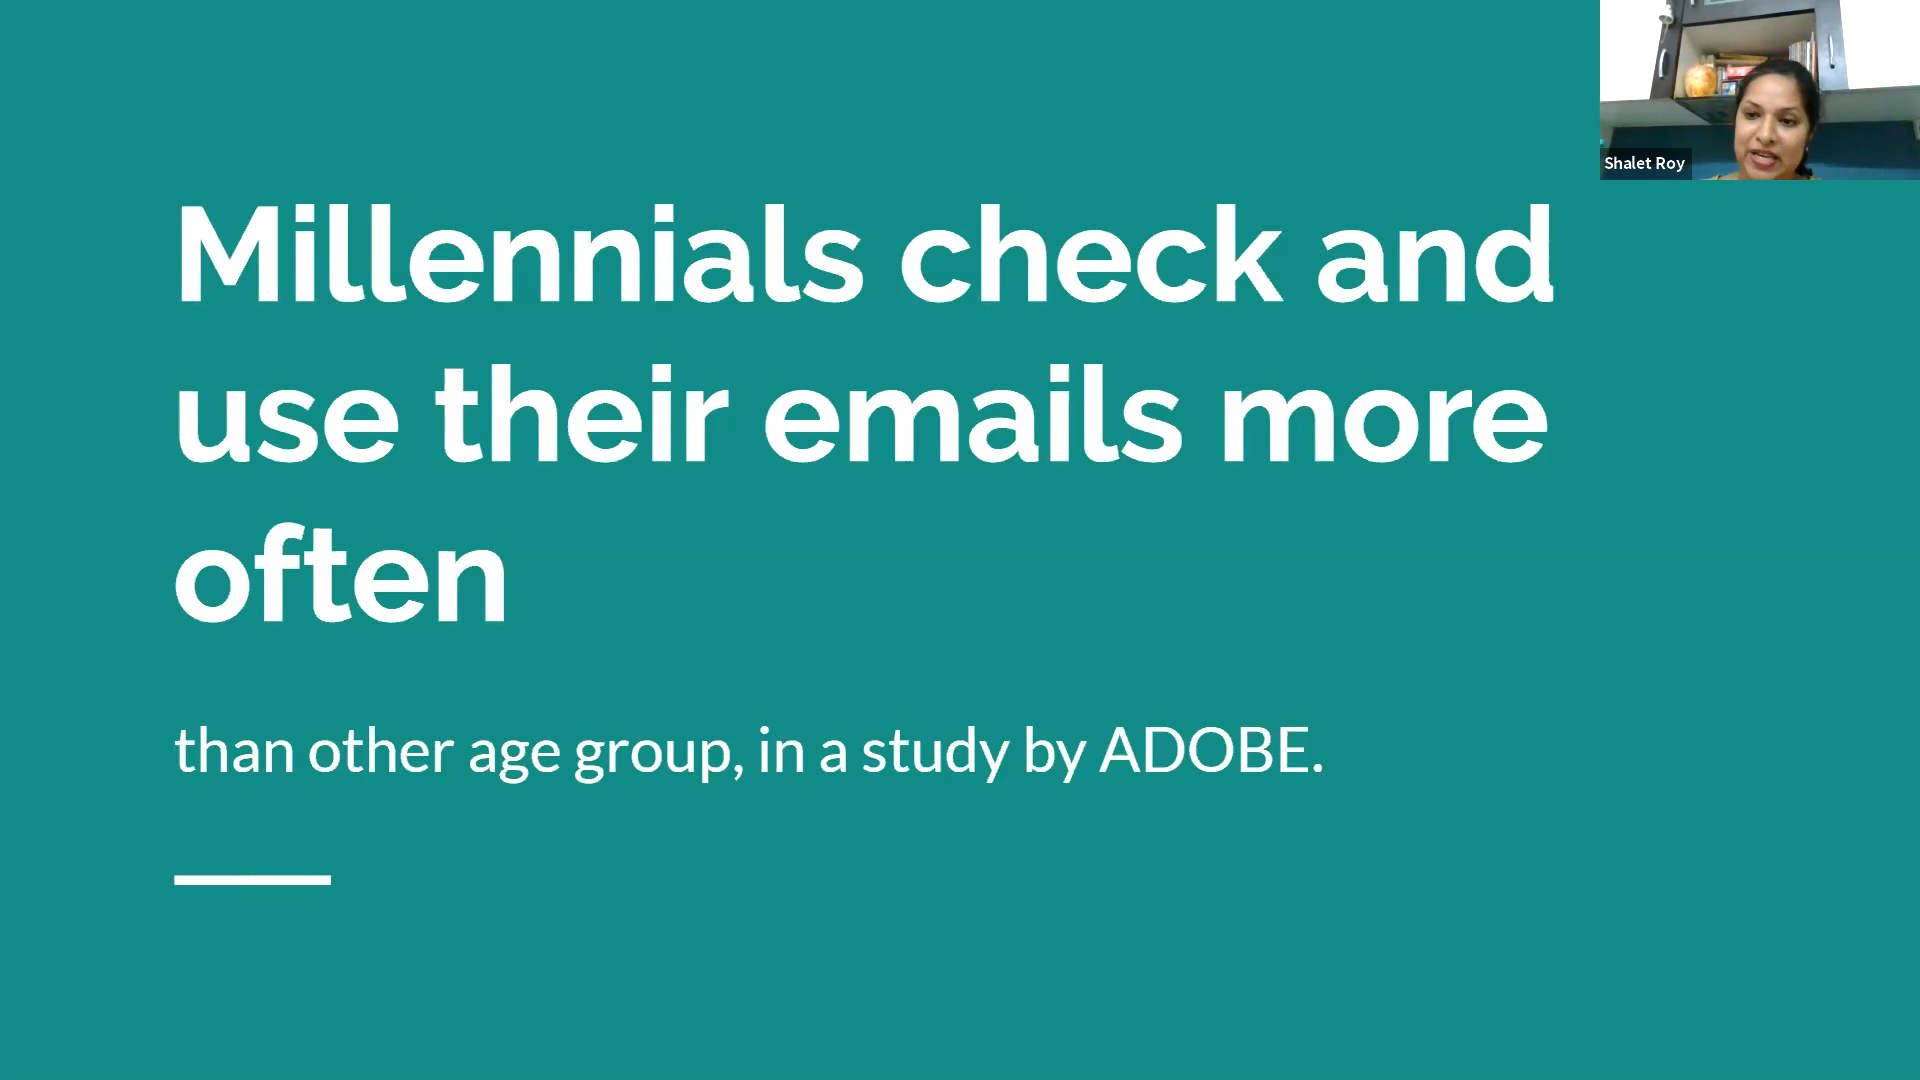 Millennials check and
use their emails more
often
than other age group, in a study by ADOBE.
Shalet Roy